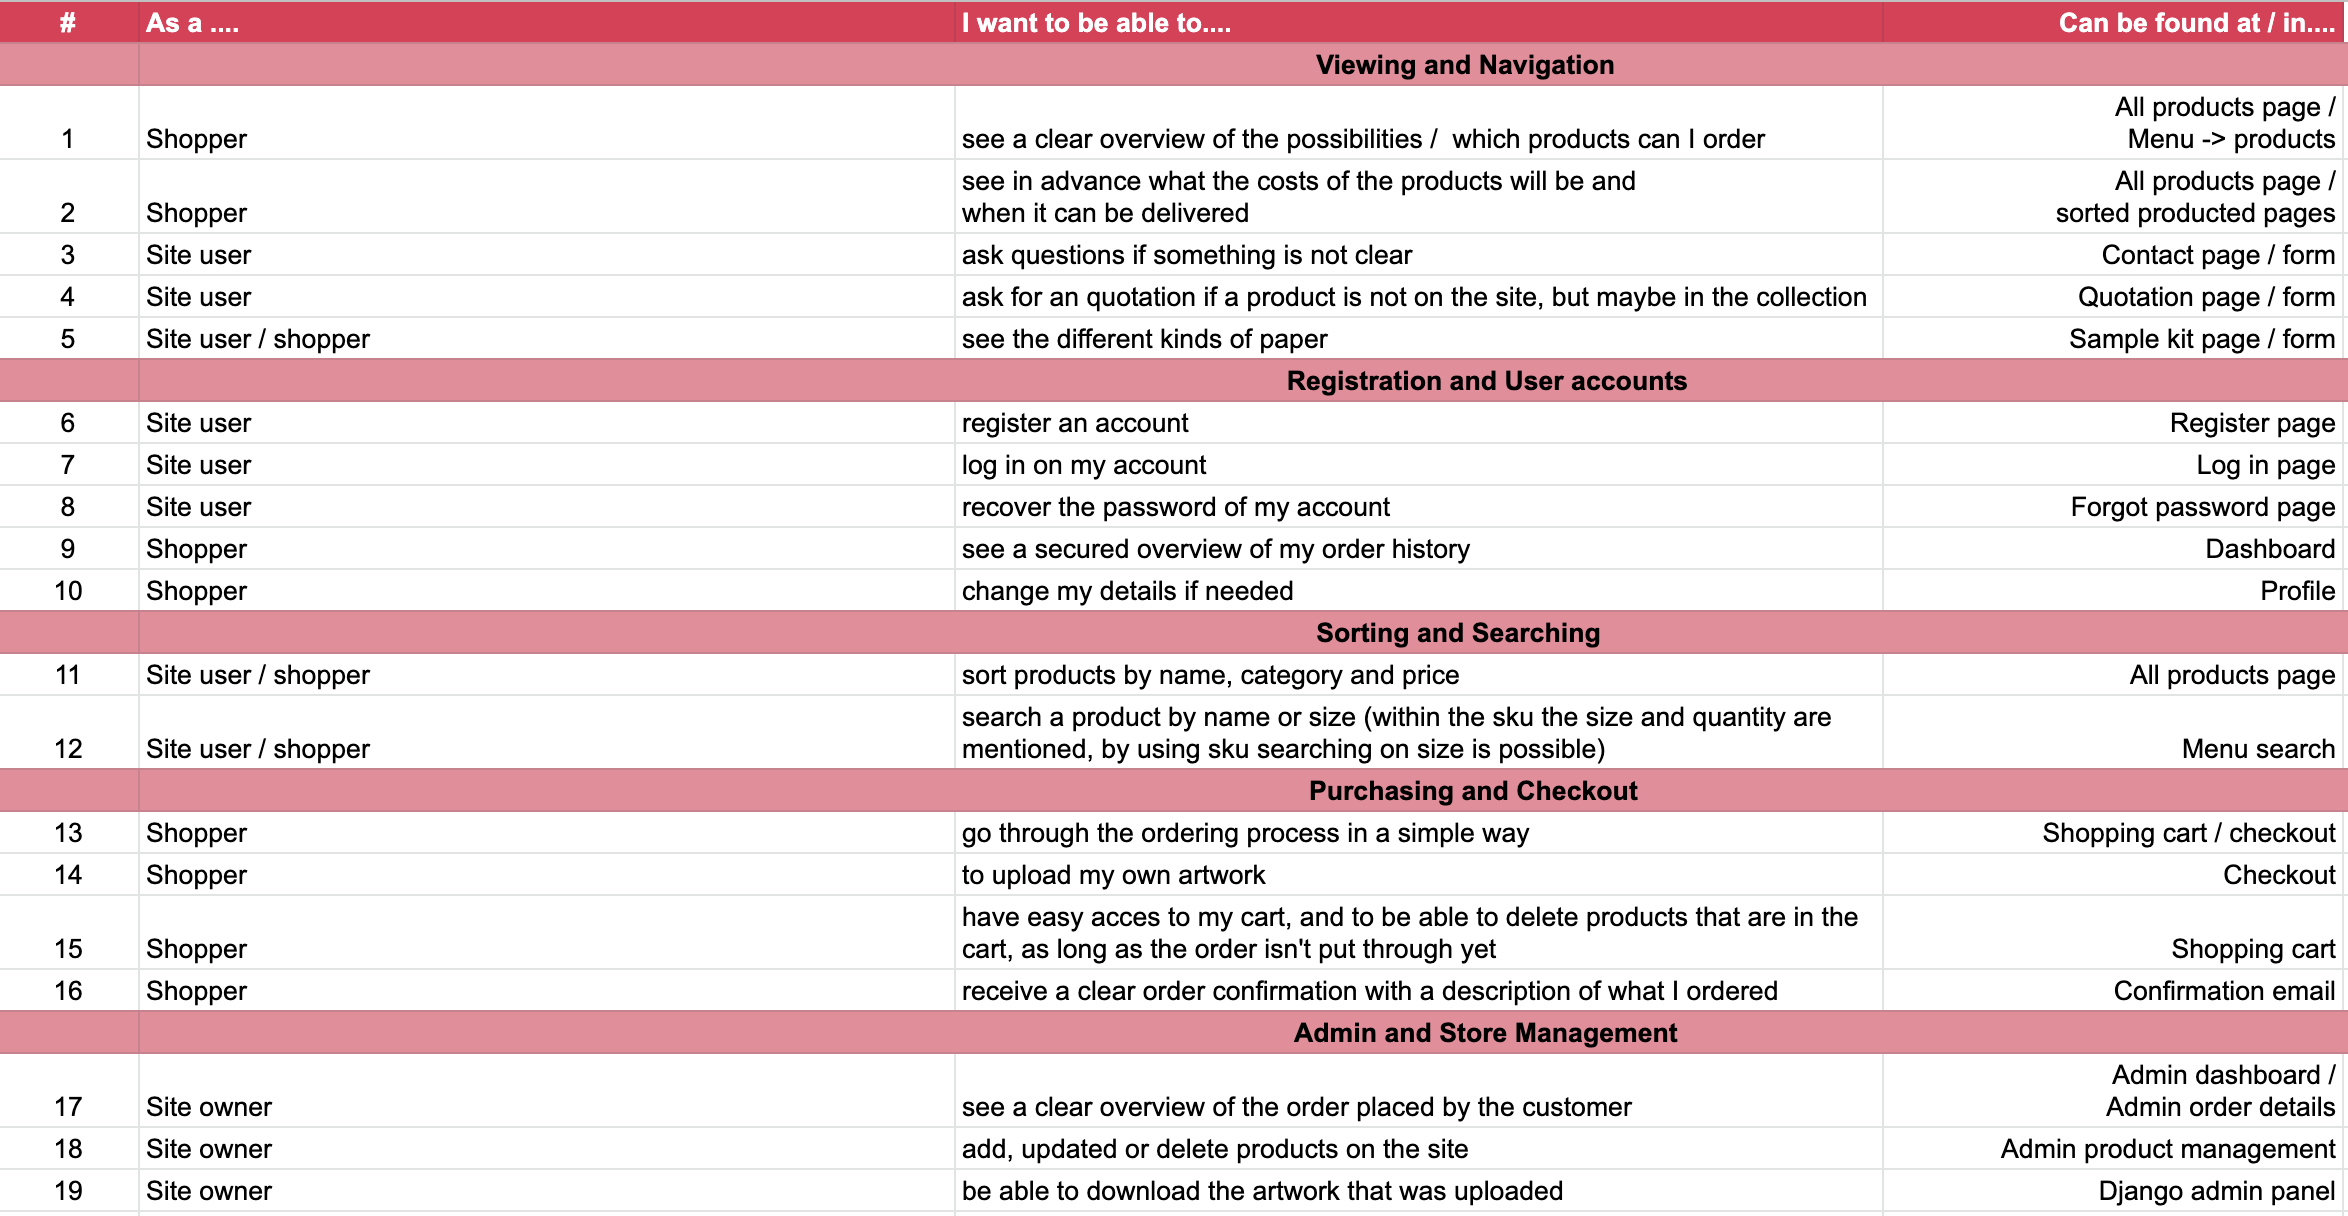 # As a .... I want to be able to.... Can be found at / in....
Viewing and Navigation
All products page /
1 Shopper see a clear overview of the possibilities /  which products can I order Menu -> products
see in advance what the costs of the products will be and All products page /
2 Shopper when it can be delivered sorted producted pages
3 Site user ask questions if something is not clear Contact page / form
4 Site user ask for an quotation if a product is not on the site, but maybe in the collection Quotation page / form
5 Site user / shopper see the different kinds of paper Sample kit page / form
Registration and User accounts
6 Site user register an account Register page
7 Site user log in on my account Log in page
8 Site user recover the password of my account Forgot password page
9 Shopper see a secured overview of my order history Dashboard
10 Shopper change my details if needed Profile
Sorting and Searching
11 Site user / shopper sort products by name, category and price All products page
search a product by name or size (within the sku the size and quantity are
12 Site user / shopper mentioned, by using sku searching on size is possible) Menu search
Purchasing and Checkout
13 Shopper go through the ordering process in a simple way Shopping cart / checkout
14 Shopper to upload my own artwork Checkout
have easy acces to my cart, and to be able to delete products that are in the
15 Shopper cart, as long as the order isn't put through yet Shopping cart
16 Shopper receive a clear order confirmation with a description of what I ordered Confirmation email
Admin and Store Management
Admin dashboard /
17 Site owner see a clear overview of the order placed by the customer Admin order details
18 Site owner add, updated or delete products on the site Admin product management
19 Site owner be able to download the artwork that was uploaded Django admin panel